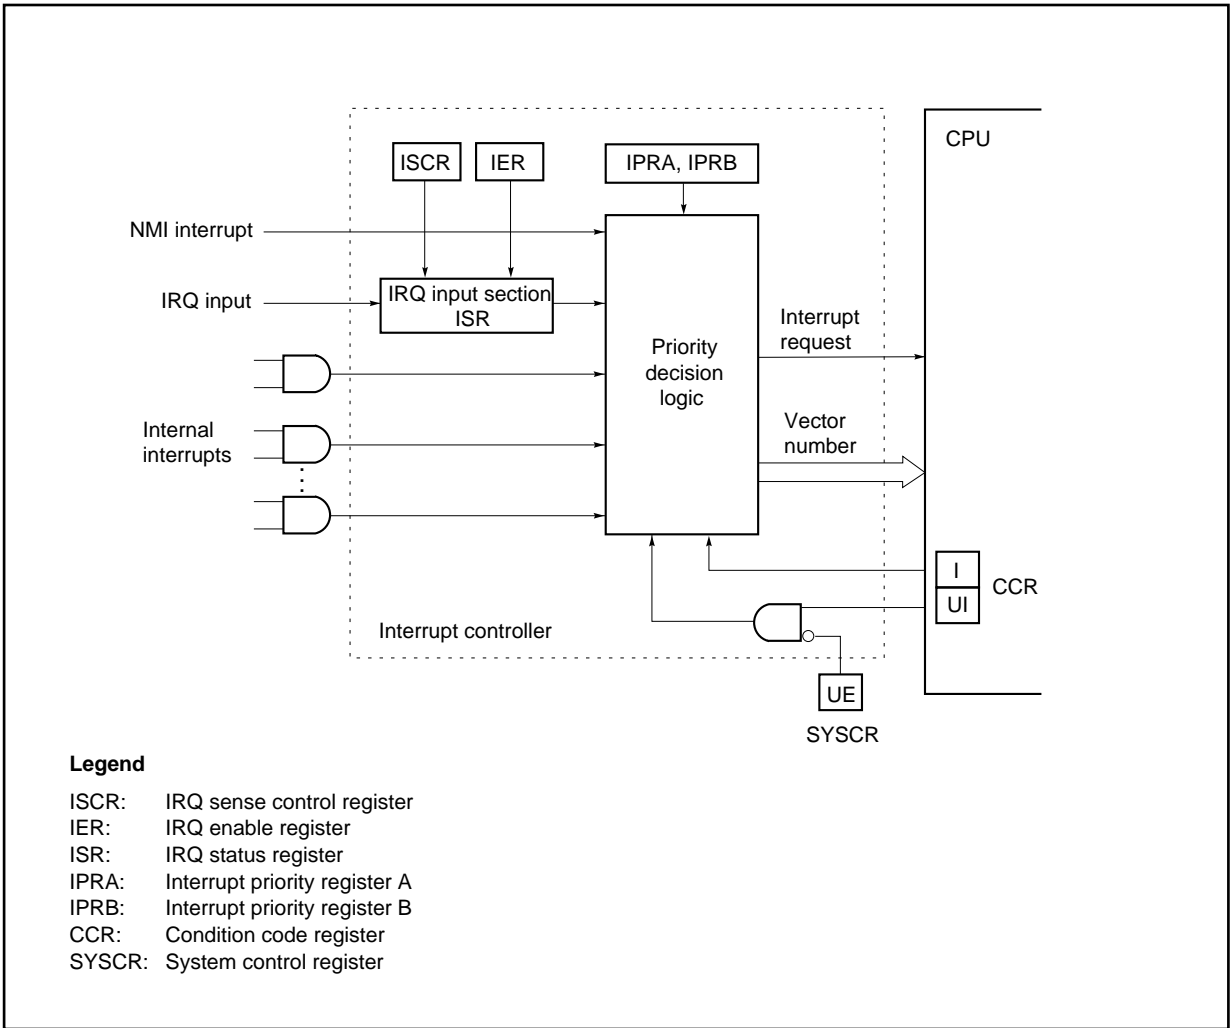 CPU
ISCR
IER
IPRA, IPRB
NMI interrupt
IRQ input
IRQ input section
ISR
Interrupt
request
Priority
decision
logic
Vector
number
Internal
interrupts
I
UI
CCR
Interrupt controller
UE
SYSCR
Legend
ISCR: IRQ sense control register
IER: IRQ enable register
ISR: IRQ status register
IPRA: Interrupt priority register A
IPRB: Interrupt priority register B
CCR: Condition code register
SYSCR: System control register